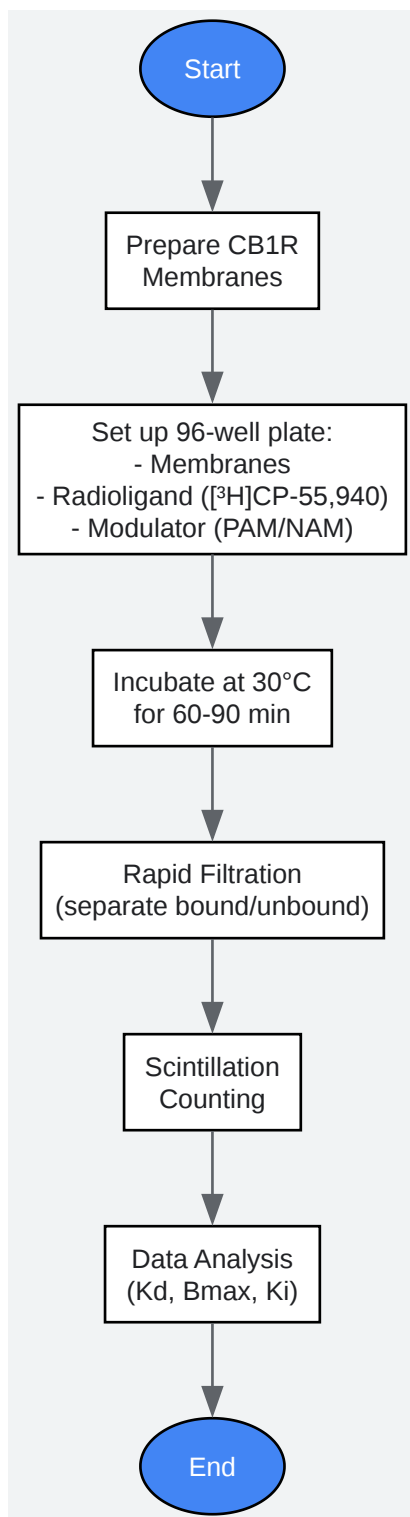 Start
Prepare CB1R
Membranes
Set up 96-well plate:
- Membranes
- Radioligand ([³H]CP-55,940)
- Modulator (PAM/NAM)
Incubate at 30°C
for 60-90 min
Rapid Filtration
(separate bound/unbound)
Scintillation
Counting
Data Analysis
(Kd, Bmax, Ki)
End